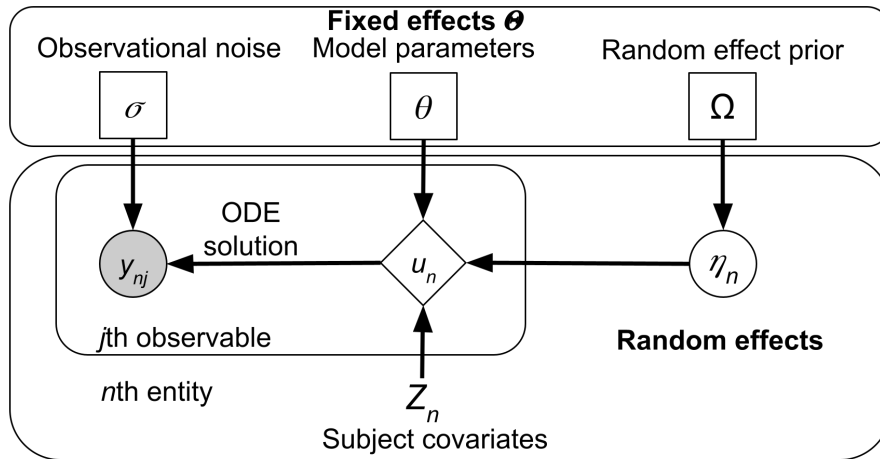 Fixed effects Θ
Observational noise
Model parameters
Random effect prior
σ
θ
Ω
ODE
solution
y_nj
u_n
η_n
jth observable
Random effects
nth entity
Z_n
Subject covariates